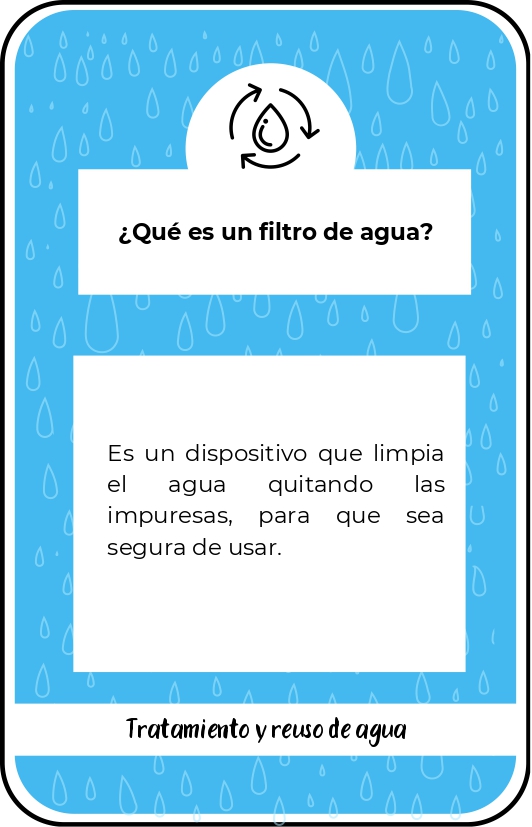 ¿Qué es un filtro de agua?
Es un dispositivo que limpia
el agua quitando las
impuresas, para que sea
segura de usar.
Tratamiento y reuso de agua